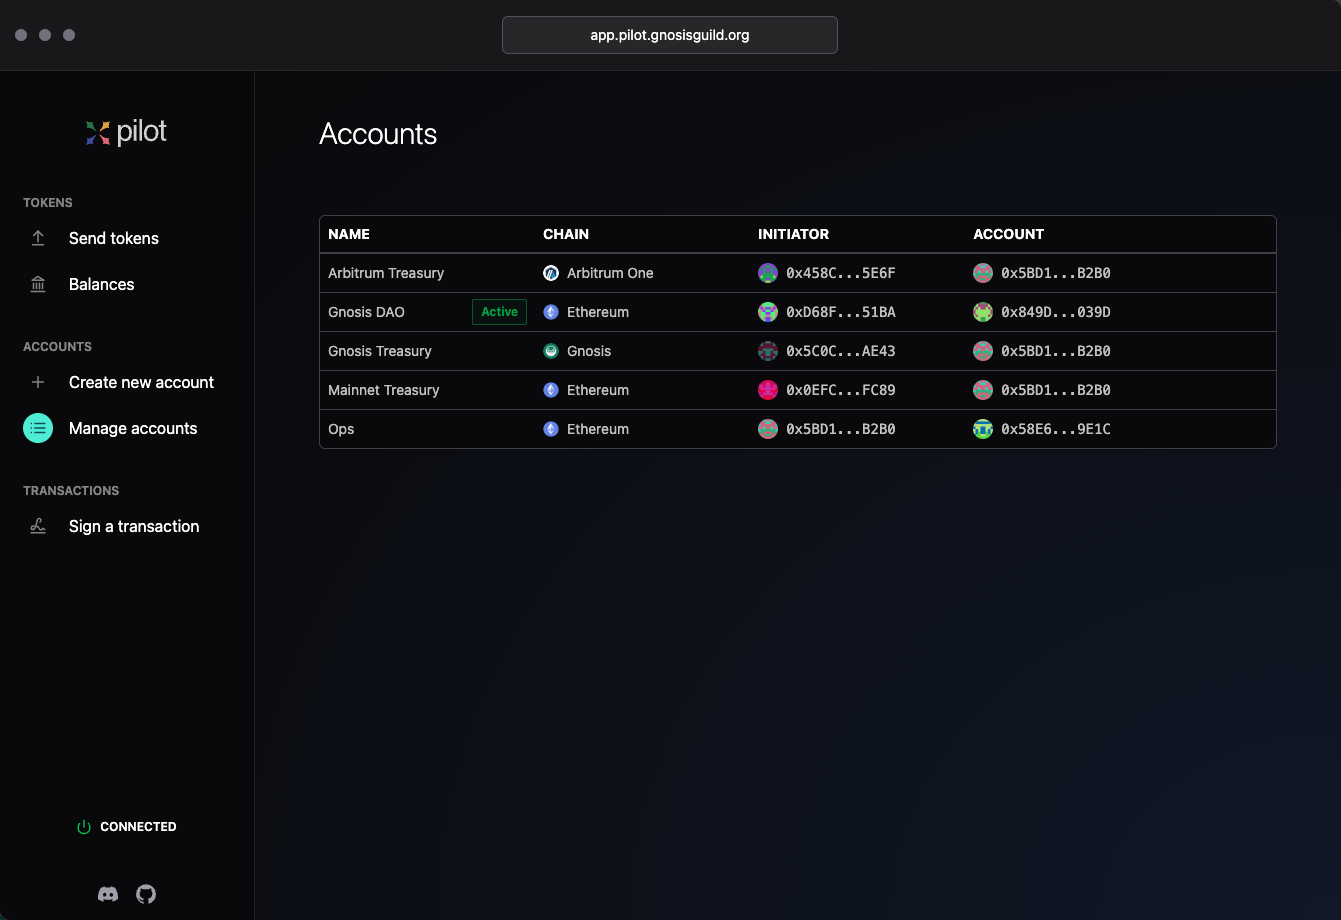 app.pilot.gnosisguild.org
pilot
TOKENS
Send tokens
Balances
ACCOUNTS
Create new account
Manage accounts
TRANSACTIONS
Sign a transaction
CONNECTED
Accounts
NAME CHAIN INITIATOR ACCOUNT
Arbitrum Treasury Arbitrum One 0x458C...5E6F 0x5BD1...B2B0
Gnosis DAO Active Ethereum 0xD68F...51BA 0x849D...039D
Gnosis Treasury Gnosis 0x5C0C...AE43 0x5BD1...B2B0
Mainnet Treasury Ethereum 0x0EFC...FC89 0x5BD1...B2B0
Ops Ethereum 0x5BD1...B2B0 0x58E6...9E1C